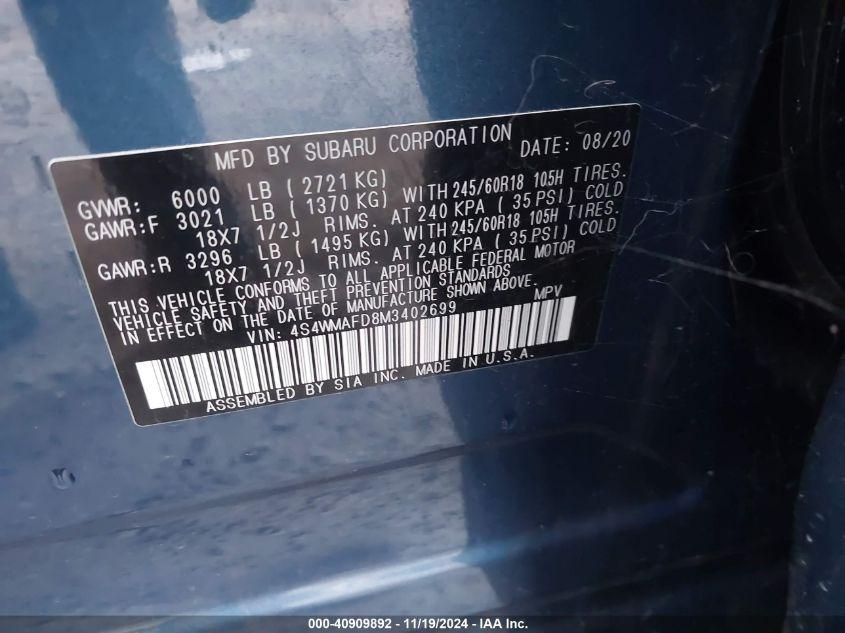 MFD BY SUBARU CORPORATION DATE: 08/20
GVWR: 6000 LB ( 2721 KG)
GAWR:F 3021 LB ( 1370 KG) WITH 245/60R18 105H TIRES.
18X7 1/2J RIMS. AT 240 KPA ( 35 PSI) COLD
GAWR:R 3296 LB ( 1495 KG) WITH 245/60R18 105H TIRES.
18X7 1/2J RIMS. AT 240 KPA ( 35 PSI) COLD
THIS VEHICLE CONFORMS TO ALL APPLICABLE FEDERAL MOTOR
VEHICLE SAFETY AND THEFT PREVENTION STANDARDS
IN EFFECT ON THE DATE OF MANUFACTURE SHOWN ABOVE.
VIN: 4S4WMAFD8M3402699 MPV
ASSEMBLED BY SIA INC. MADE IN U.S.A.
000-40909892 - 11/19/2024 - IAA Inc.